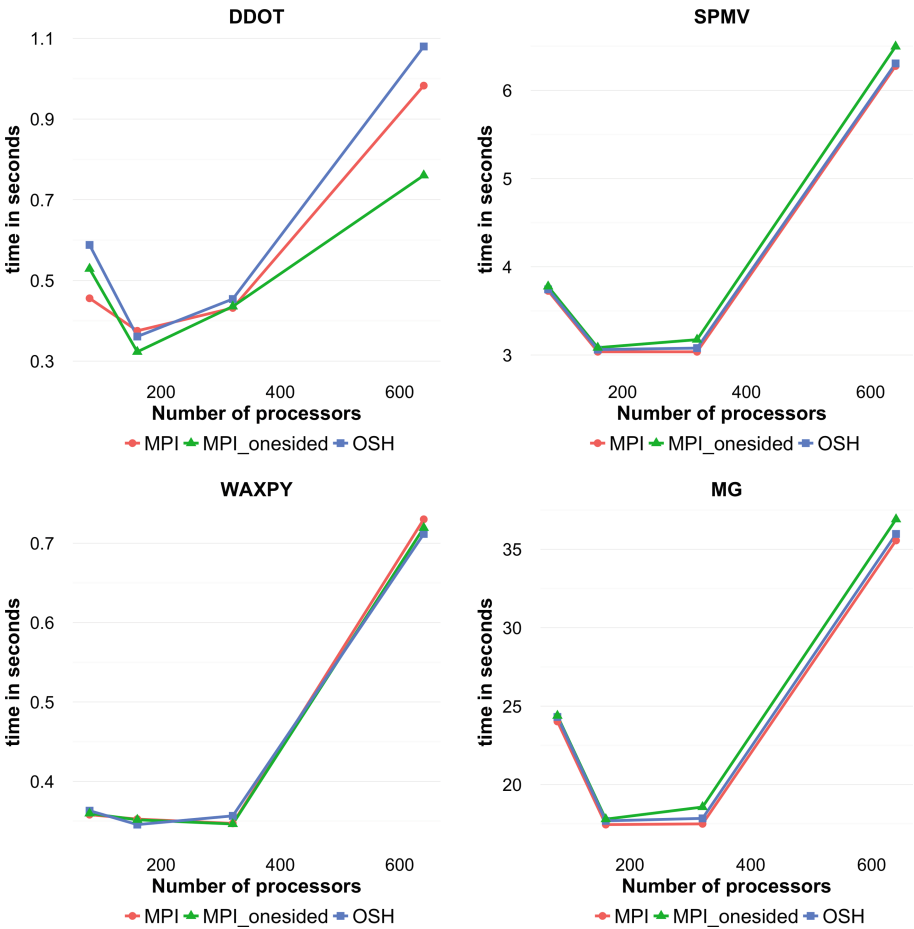 DDOT
time in seconds
1.1
0.9
0.7
0.5
0.3
200 400 600
Number of processors
MPI MPI_onesided OSH
SPMV
time in seconds
6
5
4
3
200 400 600
Number of processors
MPI MPI_onesided OSH
WAXPY
time in seconds
0.7
0.6
0.5
0.4
200 400 600
Number of processors
MPI MPI_onesided OSH
MG
time in seconds
35
30
25
20
200 400 600
Number of processors
MPI MPI_onesided OSH